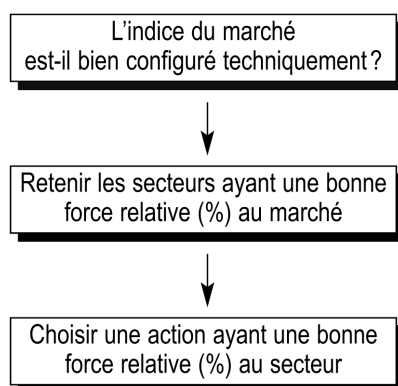 L'indice du marché
est-il bien configuré techniquement ?
Retenir les secteurs ayant une bonne
force relative (%) au marché
Choisir une action ayant une bonne
force relative (%) au secteur